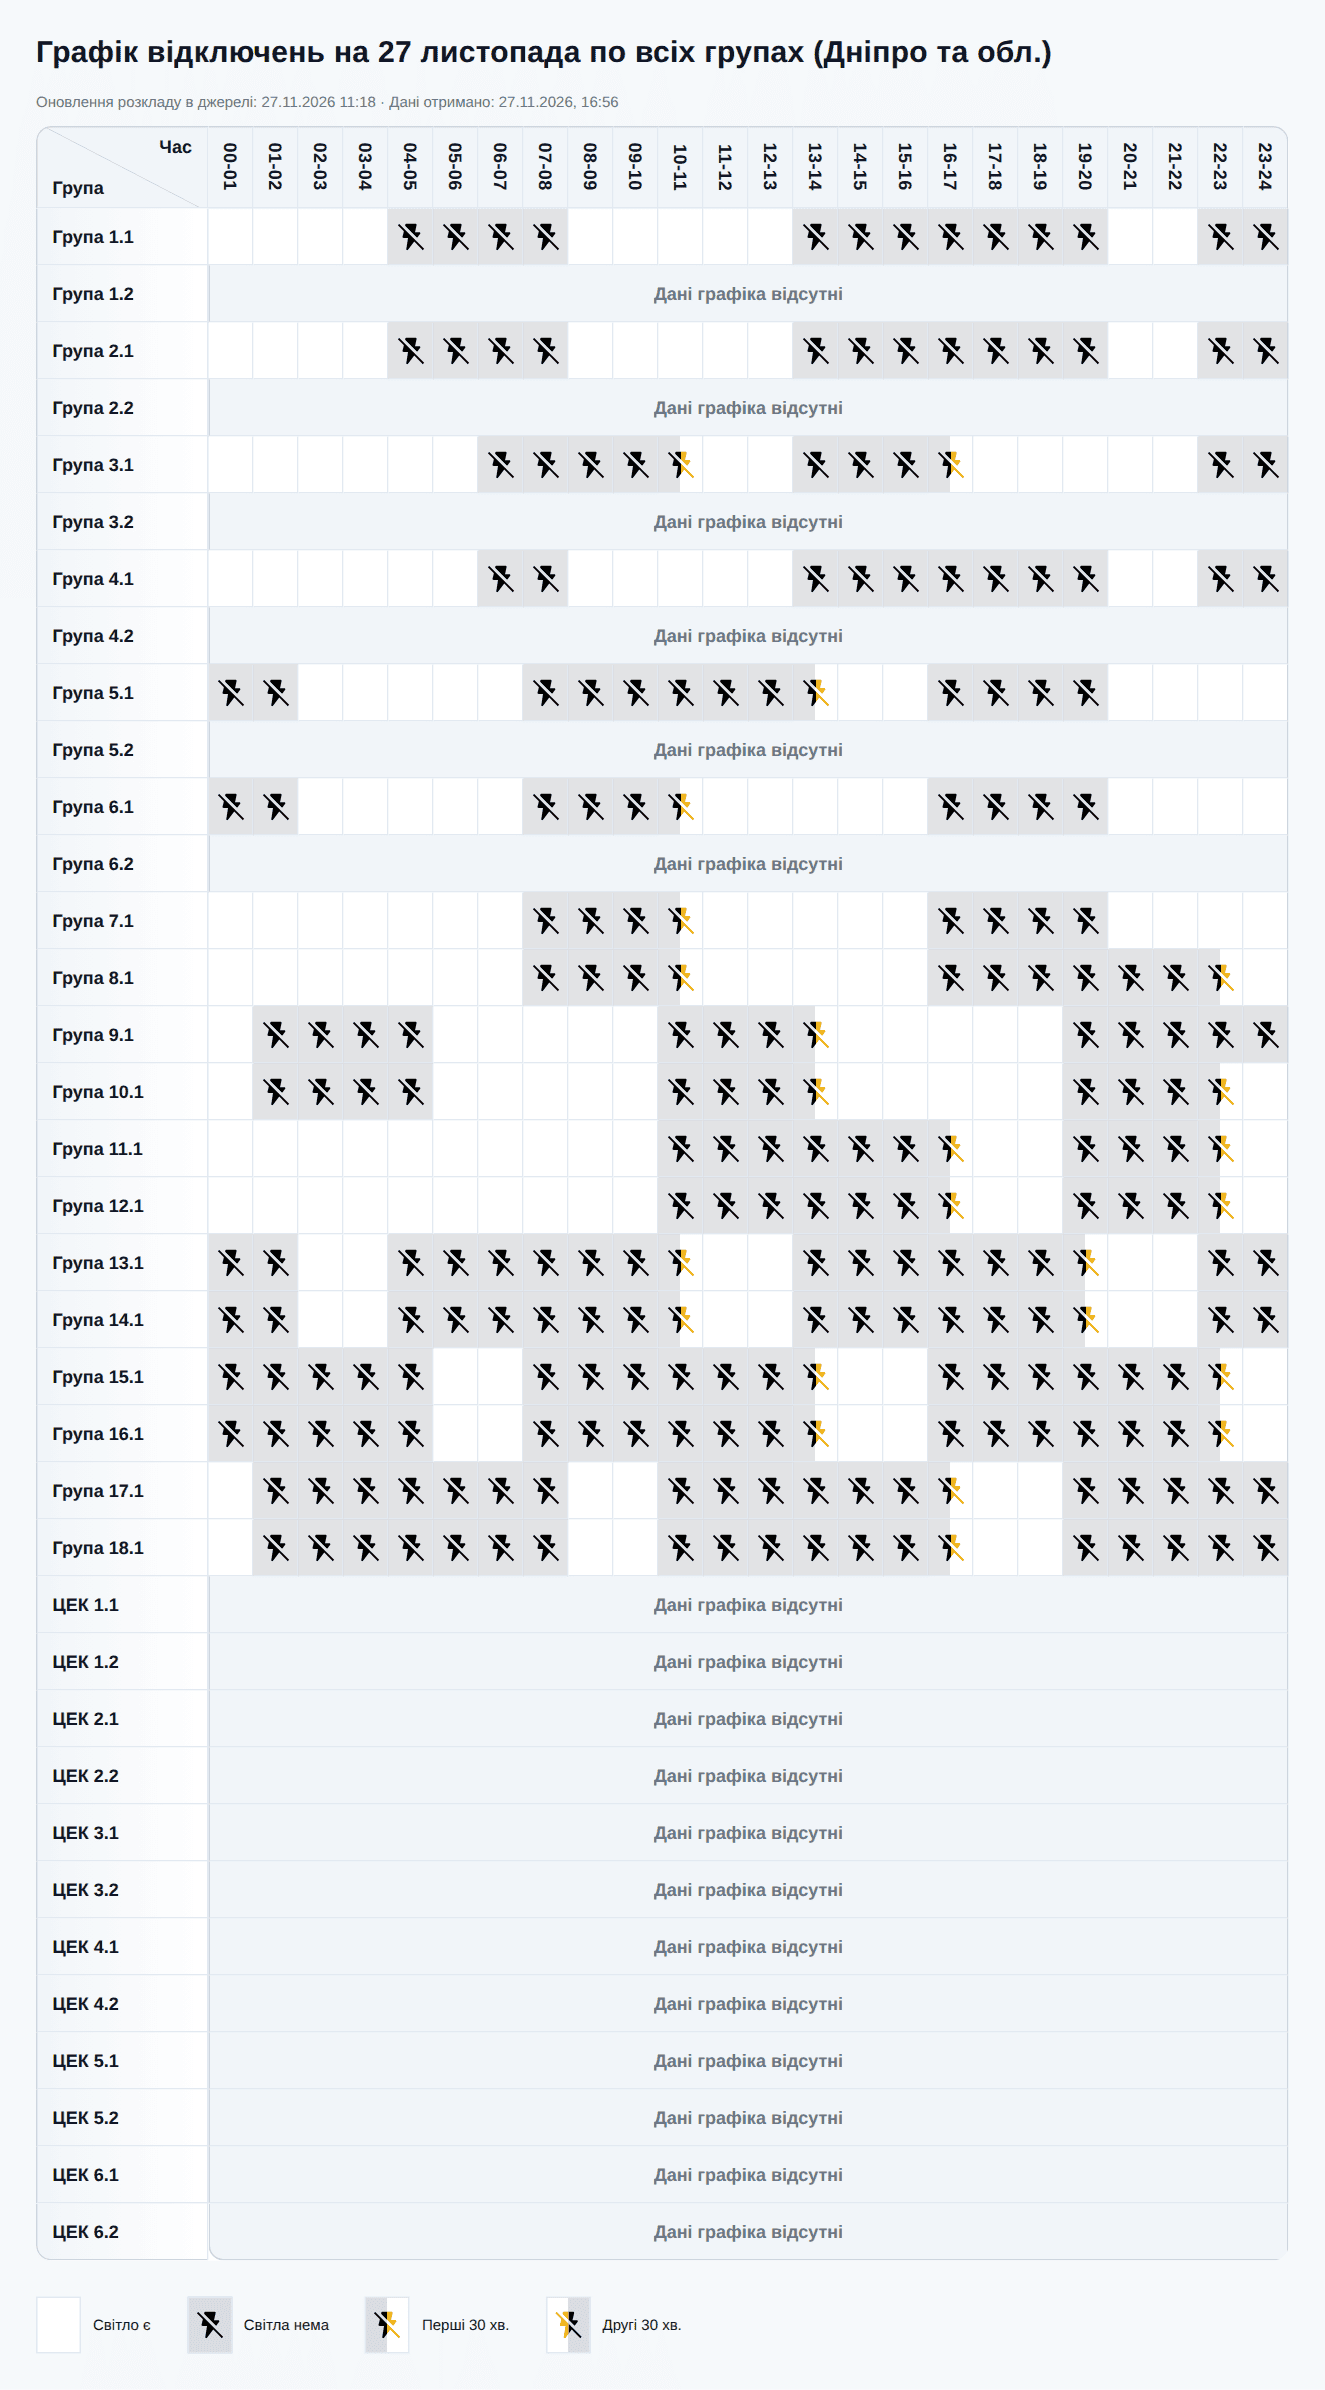 Графік відключень на 27 листопада по всіх групах (Дніпро та обл.)
Оновлення розкладу в джерелі: 27.11.2026 11:18 · Дані отримано: 27.11.2026, 16:56
Час
Група
00-01 01-02 02-03 03-04 04-05 05-06 06-07 07-08 08-09 09-10 10-11 11-12 12-13 13-14 14-15 15-16 16-17 17-18 18-19 19-20 20-21 21-22 22-23 23-24
Група 1.1
Група 1.2 Дані графіка відсутні
Група 2.1
Група 2.2 Дані графіка відсутні
Група 3.1
Група 3.2 Дані графіка відсутні
Група 4.1
Група 4.2 Дані графіка відсутні
Група 5.1
Група 5.2 Дані графіка відсутні
Група 6.1
Група 6.2 Дані графіка відсутні
Група 7.1
Група 8.1
Група 9.1
Група 10.1
Група 11.1
Група 12.1
Група 13.1
Група 14.1
Група 15.1
Група 16.1
Група 17.1
Група 18.1
ЦЕК 1.1 Дані графіка відсутні
ЦЕК 1.2 Дані графіка відсутні
ЦЕК 2.1 Дані графіка відсутні
ЦЕК 2.2 Дані графіка відсутні
ЦЕК 3.1 Дані графіка відсутні
ЦЕК 3.2 Дані графіка відсутні
ЦЕК 4.1 Дані графіка відсутні
ЦЕК 4.2 Дані графіка відсутні
ЦЕК 5.1 Дані графіка відсутні
ЦЕК 5.2 Дані графіка відсутні
ЦЕК 6.1 Дані графіка відсутні
ЦЕК 6.2 Дані графіка відсутні
Світло є Світла нема Перші 30 хв. Другі 30 хв.